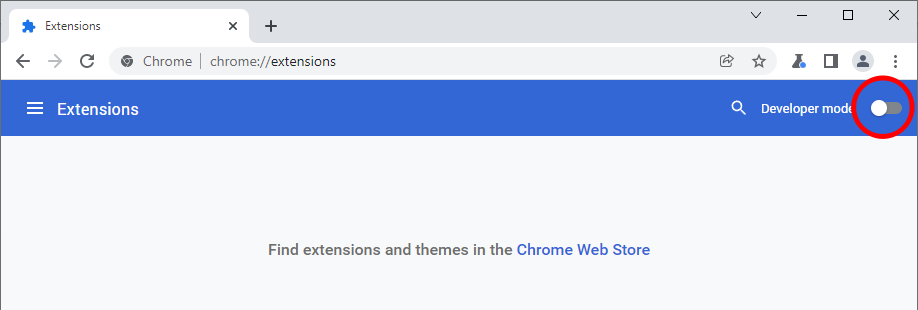 Extensions
Chrome
chrome://extensions
Extensions
Developer mode
Find extensions and themes in the Chrome Web Store